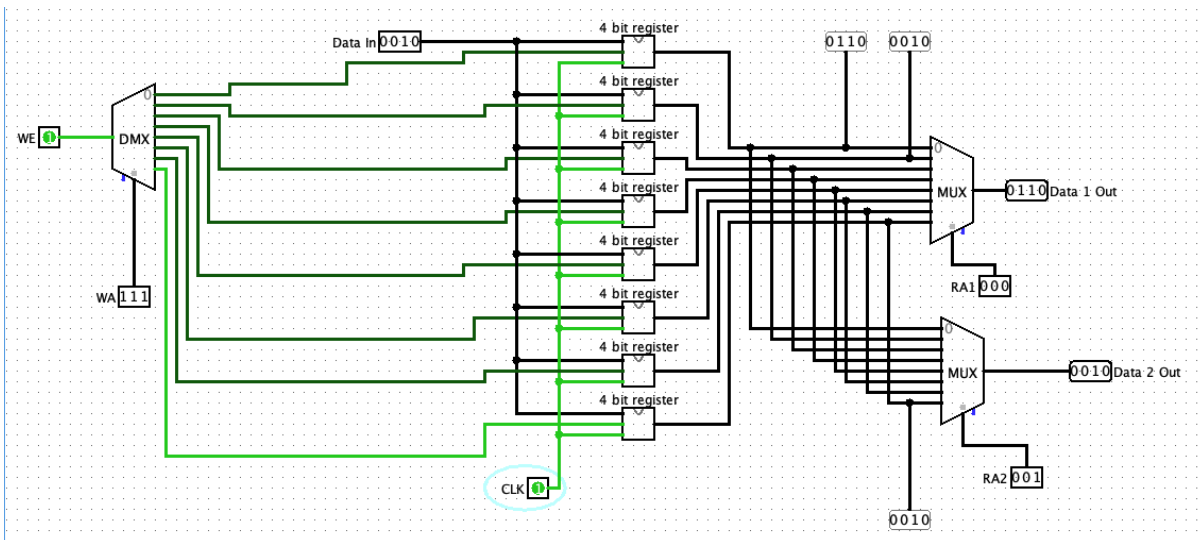 4 bit register
Data In 0010
0110
0010
4 bit register
0
WE 1
DMX
4 bit register
0
4 bit register
MUX
0110 Data 1 Out
4 bit register
WA 111
RA1 000
4 bit register
0
4 bit register
MUX
0010 Data 2 Out
4 bit register
RA2 001
CLK 1
0010